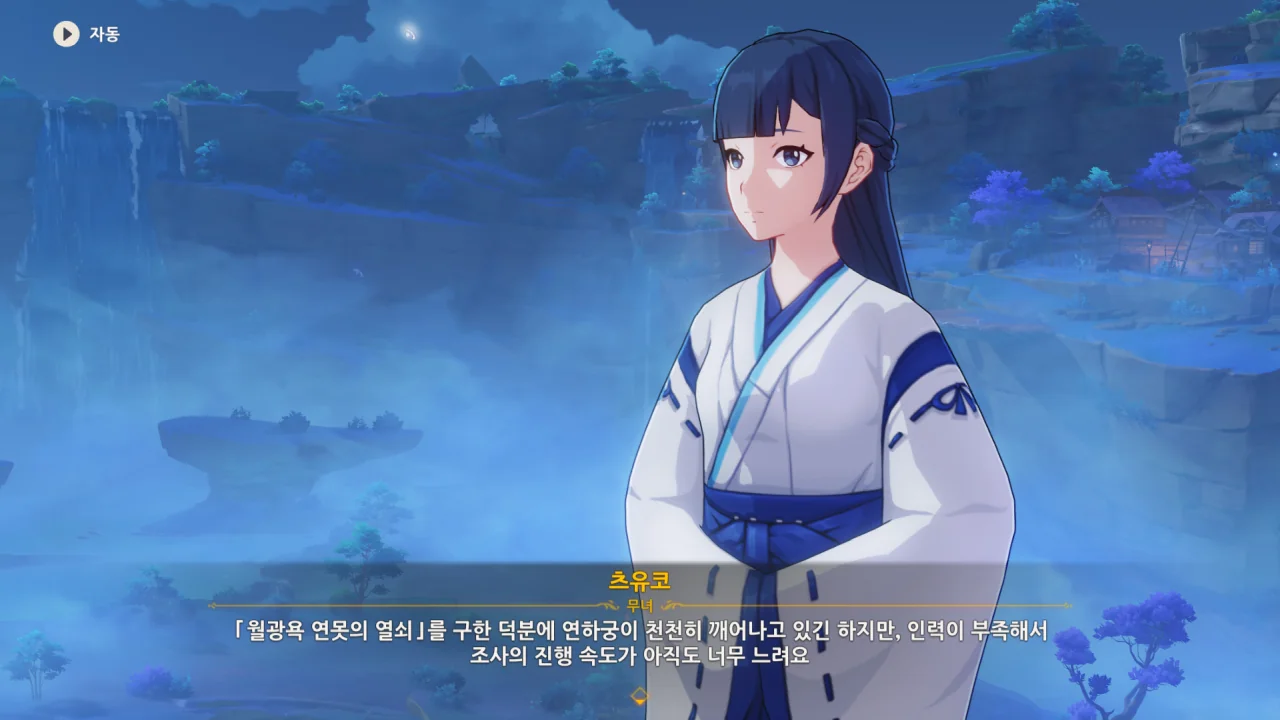 자동
츠유코
무녀
「월광욕 연못의 열쇠」를 구한 덕분에 연하궁이 천천히 깨어나고 있긴 하지만, 인력이 부족해서
조사의 진행 속도가 아직도 너무 느려요